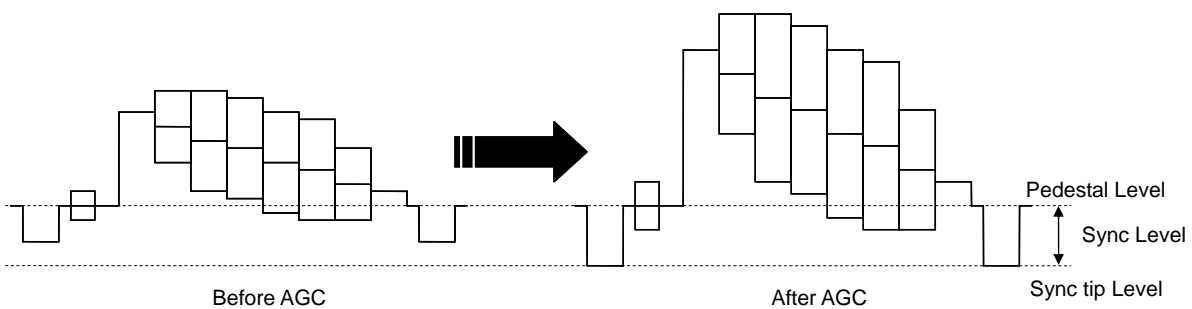 Pedestal Level
Sync Level
Sync tip Level
Before AGC
After AGC